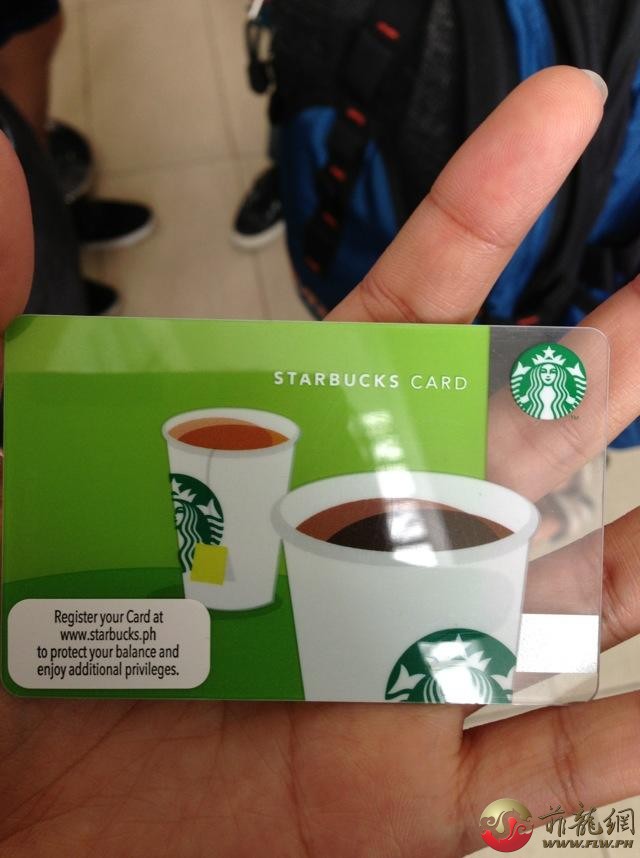 STARBUCKS CARD
TM
Register your Card at
www.starbucks.ph
to protect your balance and
enjoy additional privileges.
菲龍網
WWW.FLW.PH